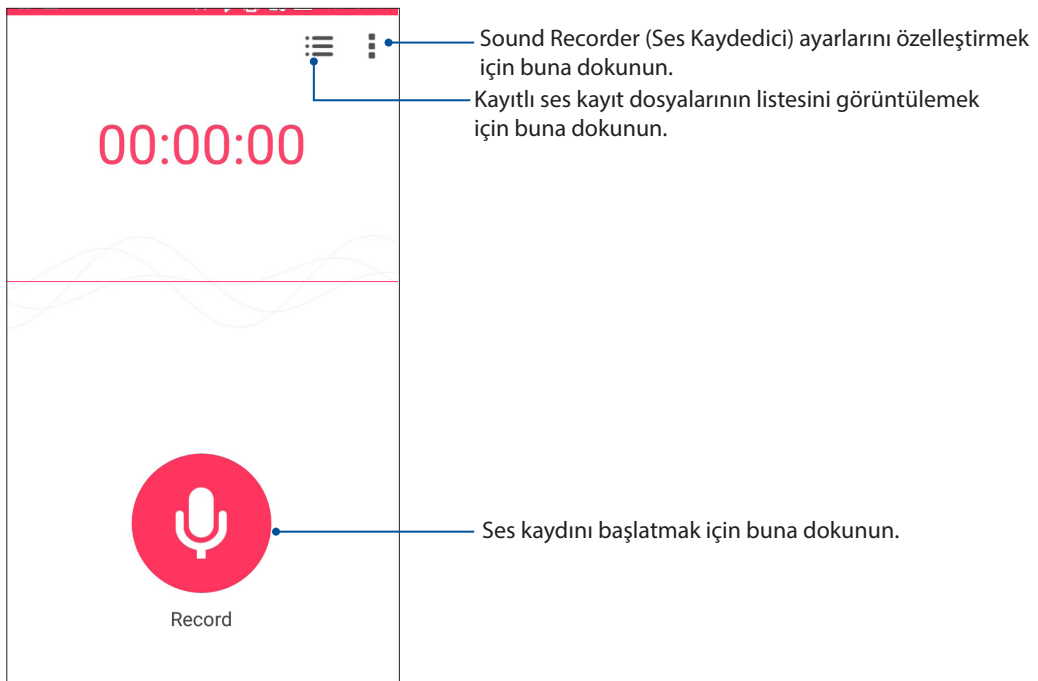 Sound Recorder (Ses Kaydedici) ayarlarını özelleştirmek
için buna dokunun.
Kayıtlı ses kayıt dosyalarının listesini görüntülemek
için buna dokunun.
00:00:00
Ses kaydını başlatmak için buna dokunun.
Record